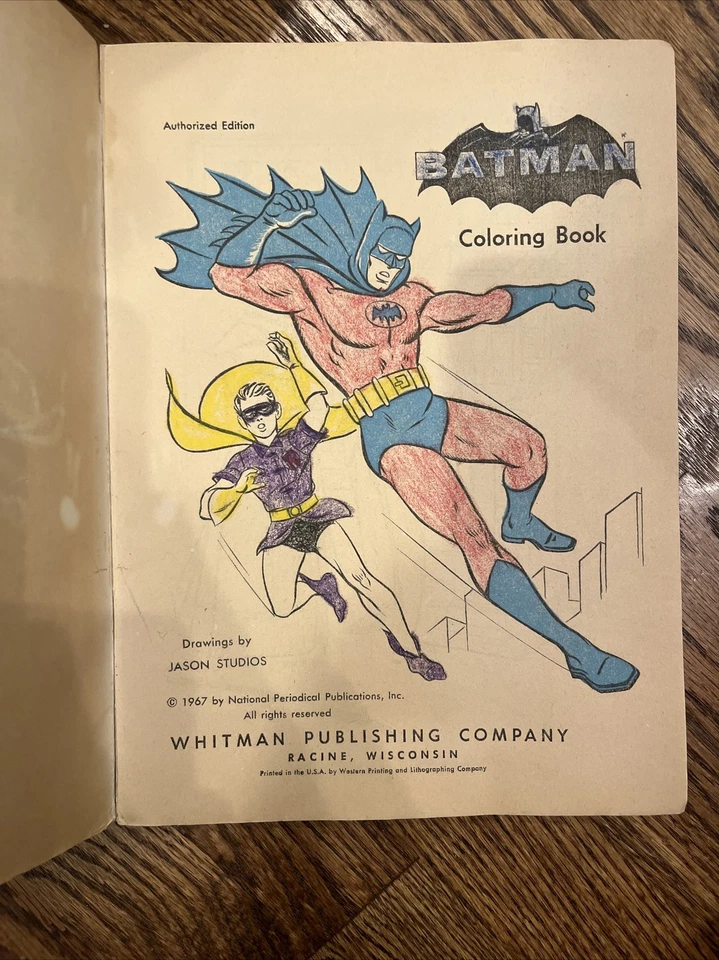 Authorized Edition
BATMAN
Coloring Book
Drawings by
JASON STUDIOS
© 1967 by National Periodical Publications, Inc.
All rights reserved
WHITMAN PUBLISHING COMPANY
RACINE, WISCONSIN
Printed in the U.S.A. by Western Printing and Lithographing Company